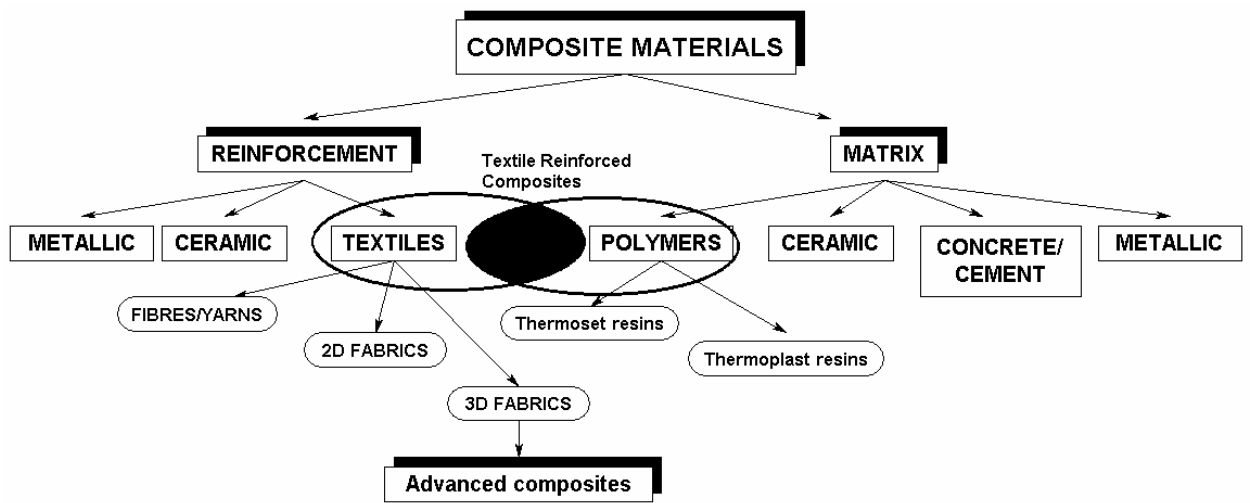 COMPOSITE MATERIALS
REINFORCEMENT
MATRIX
Textile Reinforced
Composites
METALLIC
CERAMIC
TEXTILES
POLYMERS
CERAMIC
CONCRETE/
CEMENT
METALLIC
FIBRES/YARNS
2D FABRICS
3D FABRICS
Thermoset resins
Thermoplast resins
Advanced composites